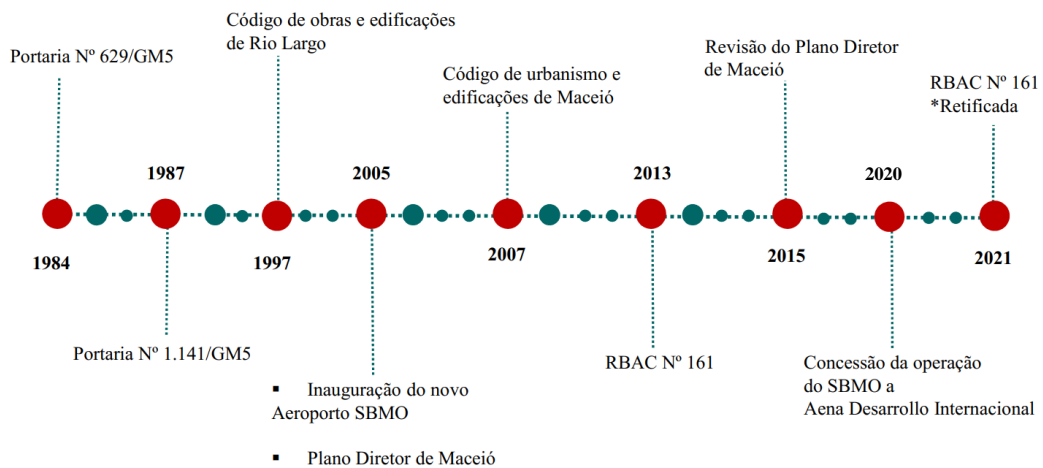 Portaria Nº 629/GM5
1984
1987
Portaria Nº 1.141/GM5
Código de obras e edificações
de Rio Largo
1997
2005
▪ Inauguração do novo
Aeroporto SBMO
▪ Plano Diretor de Maceió
Código de urbanismo e
edificações de Maceió
2007
2013
RBAC Nº 161
Revisão do Plano Diretor
de Maceió
2015
2020
Concessão da operação
do SBMO a
Aena Desarrollo Internacional
RBAC Nº 161
*Retificada
2021